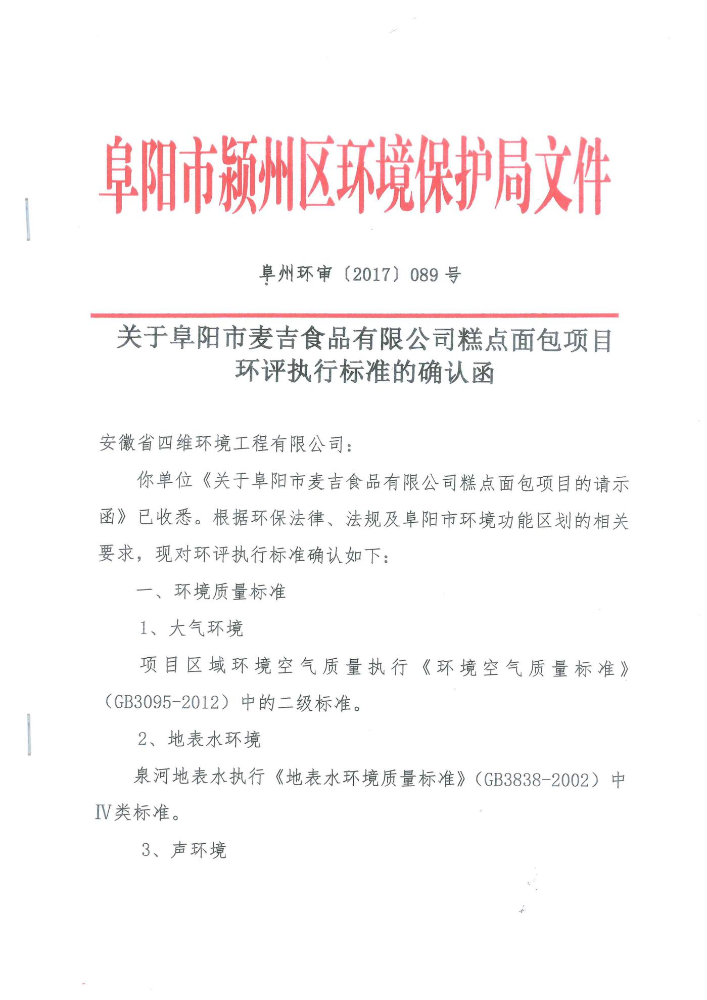 阜阳市颍州区环境保护局文件
阜州环审〔2017〕089号
关于阜阳市麦吉食品有限公司糕点面包项目
环评执行标准的确认函
安徽省四维环境工程有限公司：
你单位《关于阜阳市麦吉食品有限公司糕点面包项目的请示
函》已收悉。根据环保法律、法规及阜阳市环境功能区划的相关
要求，现对环评执行标准确认如下：
一、环境质量标准
1、大气环境
项目区域环境空气质量执行《环境空气质量标准》
（GB3095-2012）中的二级标准。
2、地表水环境
泉河地表水执行《地表水环境质量标准》（GB3838-2002）中
Ⅳ类标准。
3、声环境